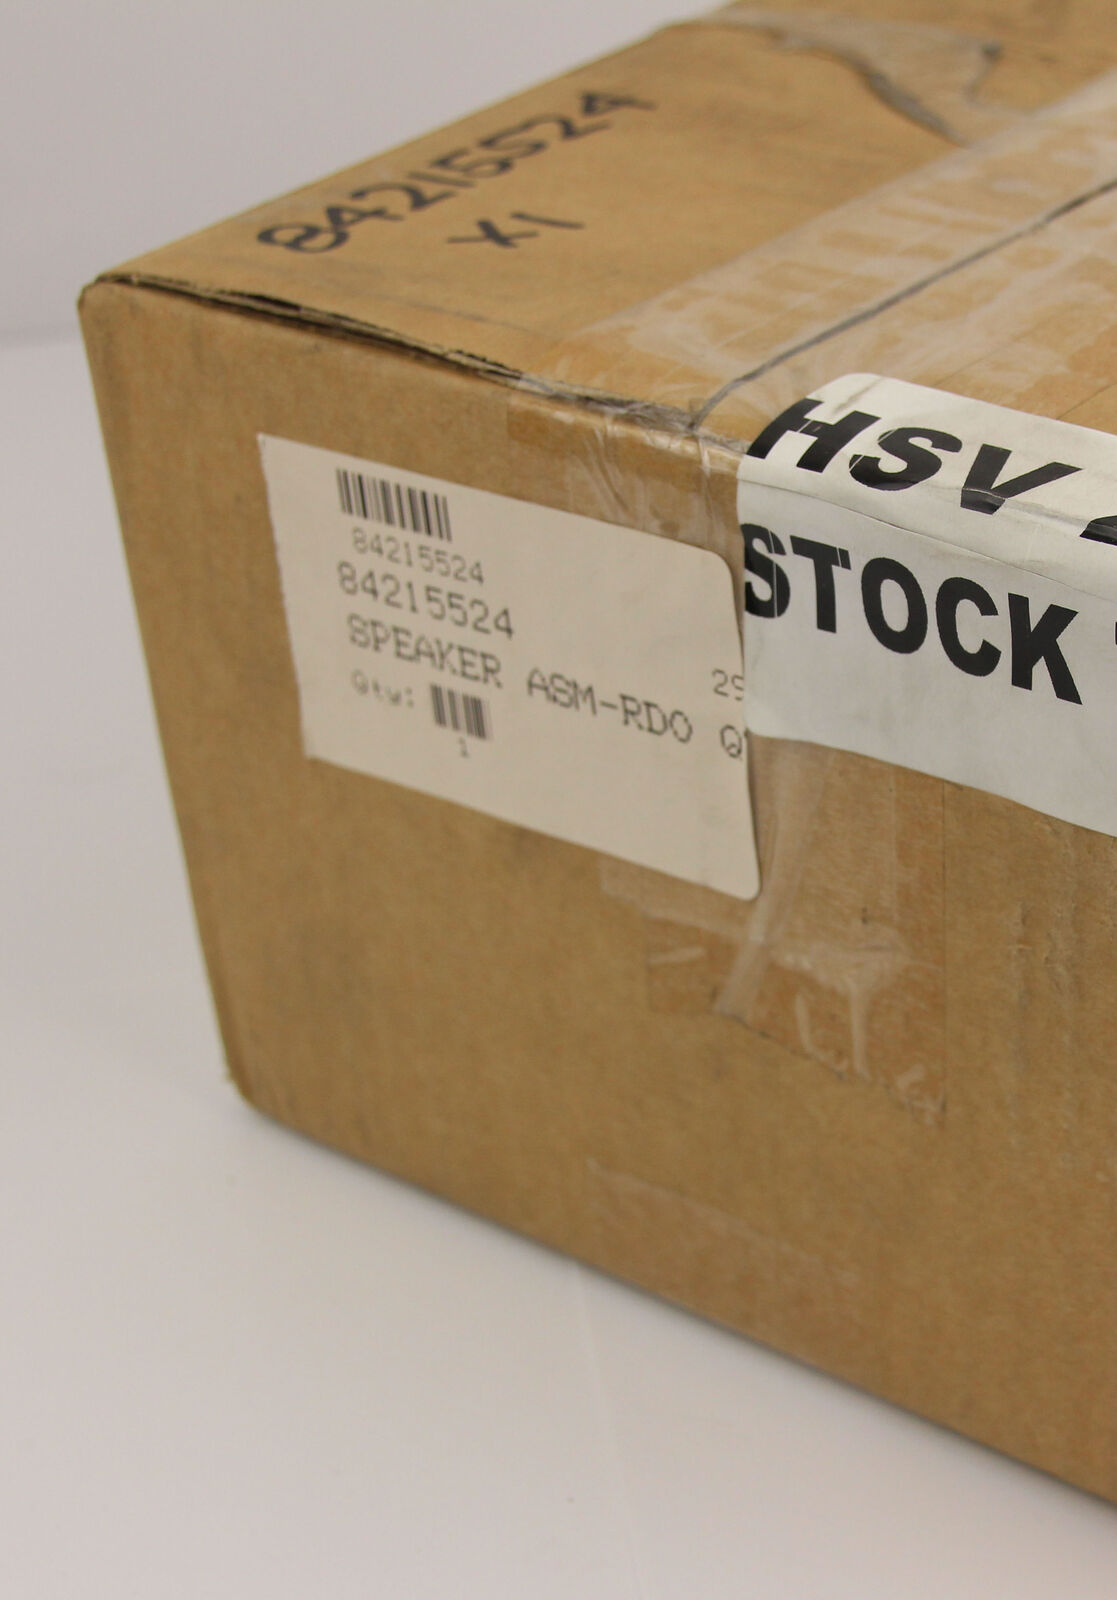 84215524
X1
HSV
STOCK
84215524
84215524
SPEAKER ASM-RDO
Qty:
1